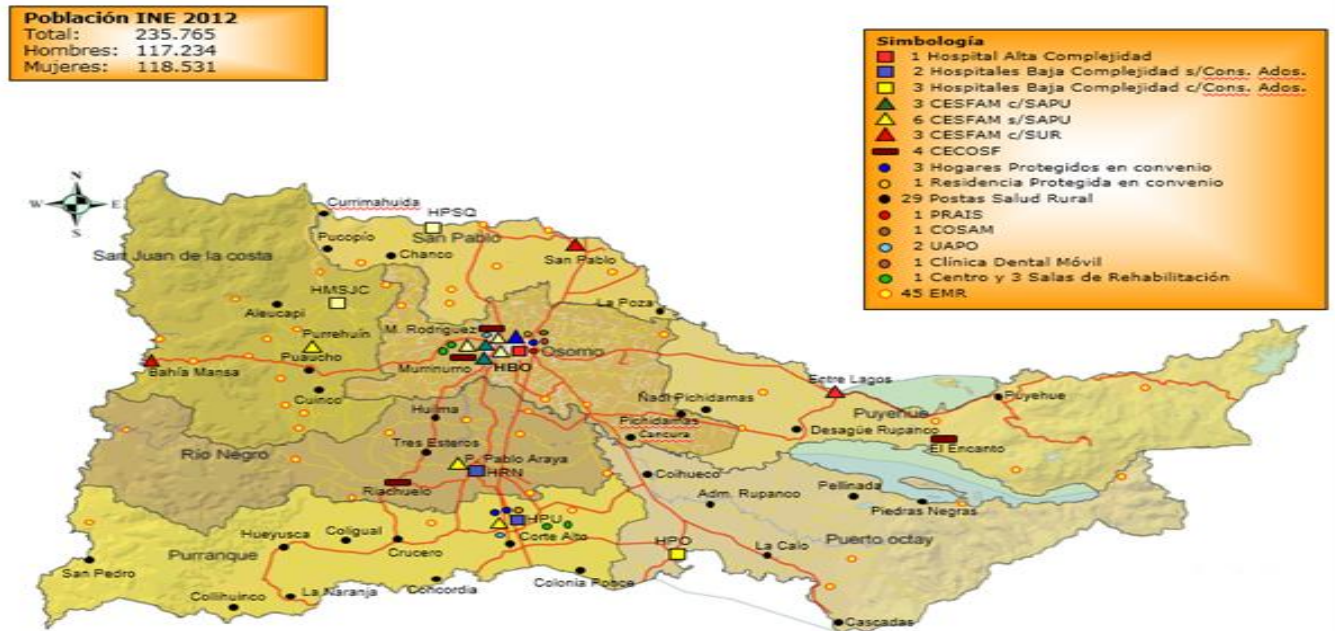 Población INE 2012
Total: 235.765
Hombres: 117.234
Mujeres: 118.531
Simbología
1 Hospital Alta Complejidad
2 Hospitales Baja Complejidad s/Cons. Ados.
3 Hospitales Baja Complejidad c/Cons. Ados.
3 CESFAM c/SAPU
6 CESFAM s/SAPU
3 CESFAM c/SUR
4 CECOSF
3 Hogares Protegidos en convenio
1 Residencia Protegida en convenio
29 Postas Salud Rural
1 PRAIS
1 COSAM
2 UAPO
1 Clínica Dental Móvil
1 Centro y 3 Salas de Rehabilitación
45 EMR
N
W
E
S
Currimahuida
HPSQ
San Pablo
Pucopío
San Juan de la costa
Chanco
San Pablo
HMSJC
La Poza
Aleucapi
M. Rodriguez
Purrehuín
Osorno
Puaucho
Murrinumo
HBO
Bahía Mansa
Entre Lagos
Cuinco
Puyehue
Ñadi Pichidamas
Huilma
Pichidamas
Puyehue
Desagüe Rupanco
Cancura
Tres Esteros
El Encanto
Río Negro
P. Pablo Araya
HRN
Coihueco
Riachuelo
Pellinada
Adm. Rupanco
Piedras Negras
HPU
Hueyusca
Coligual
Crucero
Corte Alto
Puerto octay
HPO
Purranque
La Calo
San Pedro
Colonia Ponce
Concordia
La Naranja
Collihuinco
Cascadas